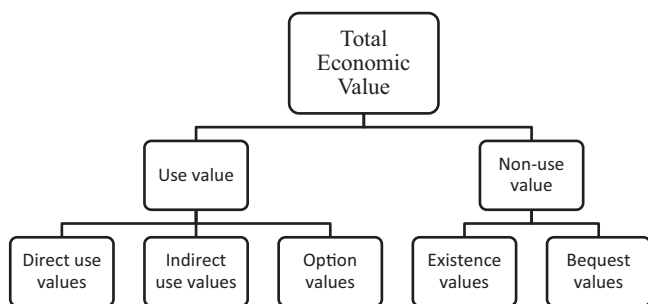 Total
Economic
Value
Use value
Non-use
value
Direct use
values
Indirect
use values
Option
values
Existence
values
Bequest
values